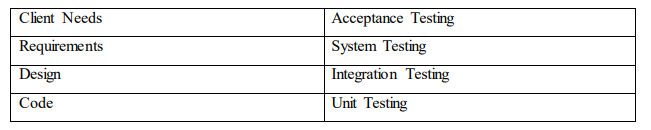 Client Needs Acceptance Testing
Requirements System Testing
Design Integration Testing
Code Unit Testing